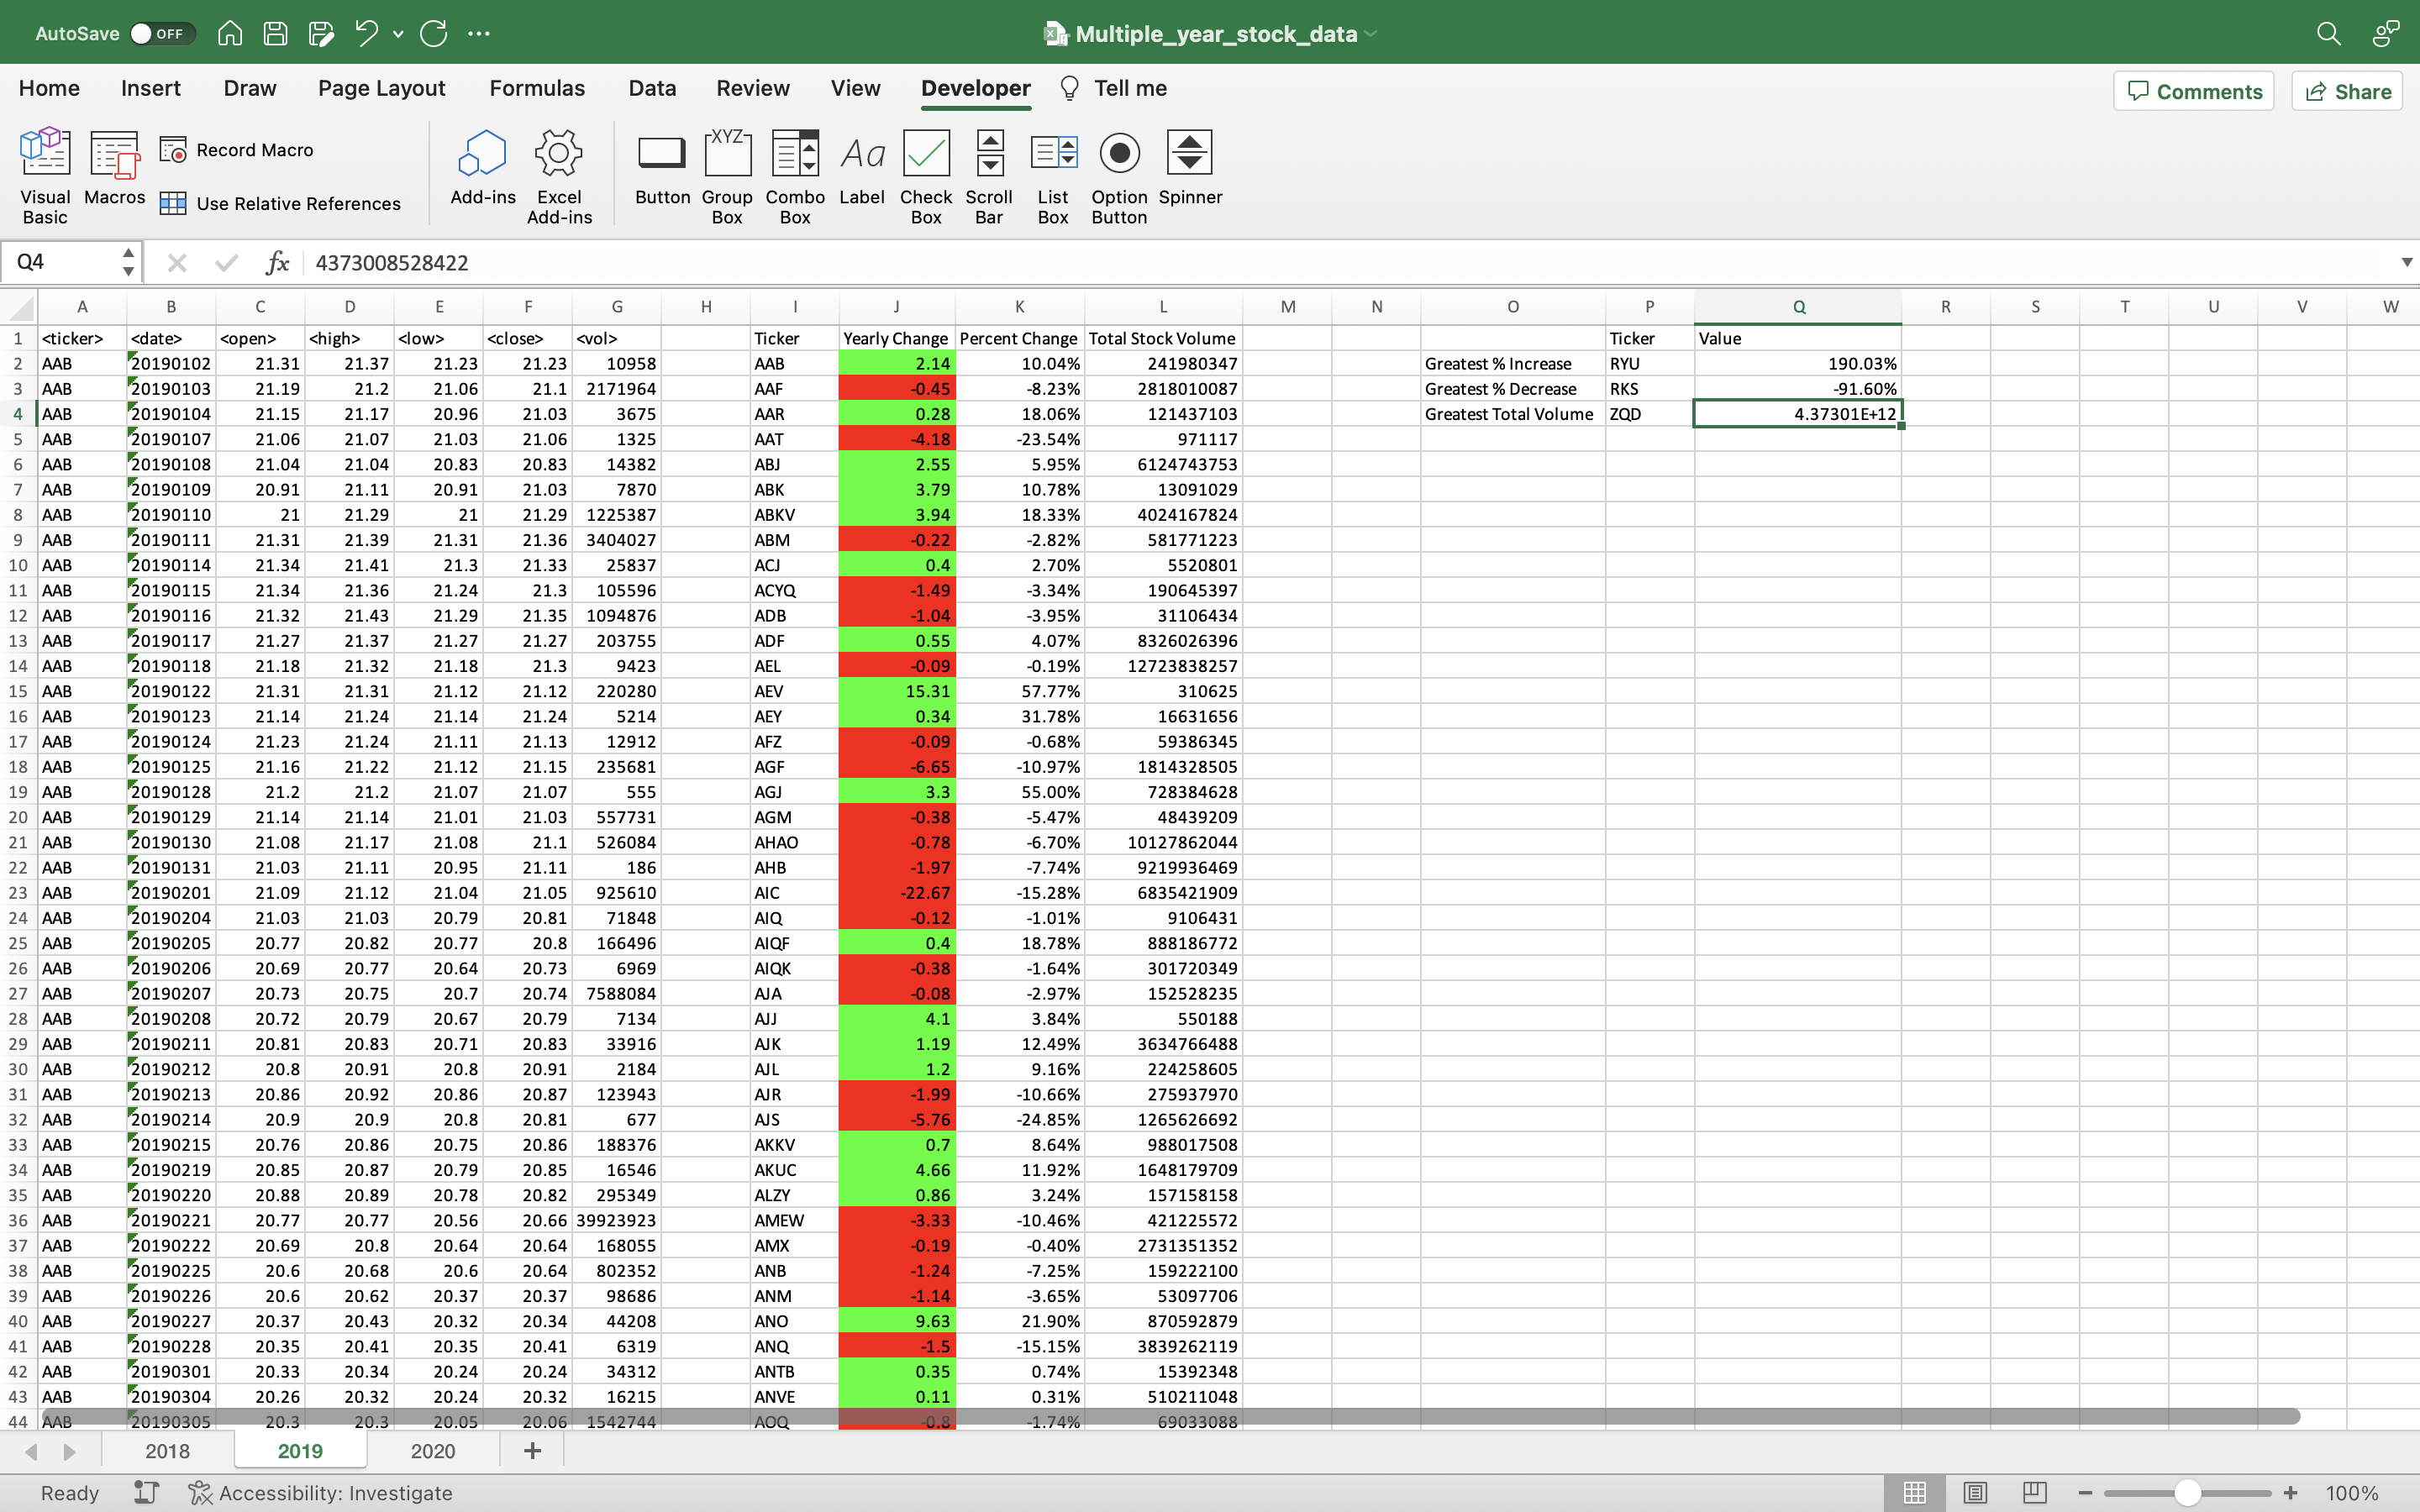 AutoSave OFF Multiple_year_stock_data
Home Insert Draw Page Layout Formulas Data Review View Developer Tell me Comments Share
Visual Basic Macros Record Macro Use Relative References Add-ins Excel Add-ins Button Group Box Combo Box Label Check Box Scroll Bar List Box Option Button Spinner
XYZ Aa
Q4 fx 4373008528422
A B C D E F G H I J K L M N O P Q R S T U V W
1 <ticker> <date> <open> <high> <low> <close> <vol> Ticker Yearly Change Percent Change Total Stock Volume Ticker Value
2 AAB 20190102 21.31 21.37 21.23 21.23 10958 AAB 2.14 10.04% 241980347 Greatest % Increase RYU 190.03%
3 AAB 20190103 21.19 21.2 21.06 21.1 2171964 AAF -0.45 -8.23% 2818010087 Greatest % Decrease RKS -91.60%
4 AAB 20190104 21.15 21.17 20.96 21.03 3675 AAR 0.28 18.06% 121437103 Greatest Total Volume ZQD 4.37301E+12
5 AAB 20190107 21.06 21.07 21.03 21.06 1325 AAT -4.18 -23.54% 971117
6 AAB 20190108 21.04 21.04 20.83 20.83 14382 ABJ 2.55 5.95% 6124743753
7 AAB 20190109 20.91 21.11 20.91 21.03 7870 ABK 3.79 10.78% 13091029
8 AAB 20190110 21 21.29 21 21.29 1225387 ABKV 3.94 18.33% 4024167824
9 AAB 20190111 21.31 21.39 21.31 21.36 3404027 ABM -0.22 -2.82% 581771223
10 AAB 20190114 21.34 21.41 21.3 21.33 25837 ACJ 0.4 2.70% 5520801
11 AAB 20190115 21.34 21.36 21.24 21.3 105596 ACYQ -1.49 -3.34% 190645397
12 AAB 20190116 21.32 21.43 21.29 21.35 1094876 ADB -1.04 -3.95% 31106434
13 AAB 20190117 21.27 21.37 21.27 21.27 203755 ADF 0.55 4.07% 8326026396
14 AAB 20190118 21.18 21.32 21.18 21.3 9423 AEL -0.09 -0.19% 12723838257
15 AAB 20190122 21.31 21.31 21.12 21.12 220280 AEV 15.31 57.77% 310625
16 AAB 20190123 21.14 21.24 21.14 21.24 5214 AEY 0.34 31.78% 16631656
17 AAB 20190124 21.23 21.24 21.11 21.13 12912 AFZ -0.09 -0.68% 59386345
18 AAB 20190125 21.16 21.22 21.12 21.15 235681 AGF -6.65 -10.97% 1814328505
19 AAB 20190128 21.2 21.2 21.07 21.07 555 AGJ 3.3 55.00% 728384628
20 AAB 20190129 21.14 21.14 21.01 21.03 557731 AGM -0.38 -5.47% 48439209
21 AAB 20190130 21.08 21.17 21.08 21.1 526084 AHAO -0.78 -6.70% 10127862044
22 AAB 20190131 21.03 21.11 20.95 21.11 186 AHB -1.97 -7.74% 9219936469
23 AAB 20190201 21.09 21.12 21.04 21.05 925610 AIC -22.67 -15.28% 6835421909
24 AAB 20190204 21.03 21.03 20.79 20.81 71848 AIQ -0.12 -1.01% 9106431
25 AAB 20190205 20.77 20.82 20.77 20.8 166496 AIQF 0.4 18.78% 888186772
26 AAB 20190206 20.69 20.77 20.64 20.73 6969 AIQK -0.38 -1.64% 301720349
27 AAB 20190207 20.73 20.75 20.7 20.74 7588084 AJA -0.08 -2.97% 152528235
28 AAB 20190208 20.72 20.79 20.67 20.79 7134 AJJ 4.1 3.84% 550188
29 AAB 20190211 20.81 20.83 20.71 20.83 33916 AJK 1.19 12.49% 3634766488
30 AAB 20190212 20.8 20.91 20.8 20.91 2184 AJL 1.2 9.16% 224258605
31 AAB 20190213 20.86 20.92 20.86 20.87 123943 AJR -1.99 -10.66% 275937970
32 AAB 20190214 20.9 20.9 20.8 20.81 677 AJS -5.76 -24.85% 1265626692
33 AAB 20190215 20.76 20.86 20.75 20.86 188376 AKKV 0.7 8.64% 988017508
34 AAB 20190219 20.85 20.87 20.79 20.85 16546 AKUC 4.66 11.92% 1648179709
35 AAB 20190220 20.88 20.89 20.78 20.82 295349 ALZY 0.86 3.24% 157158158
36 AAB 20190221 20.77 20.77 20.56 20.66 39923923 AMEW -3.33 -10.46% 421225572
37 AAB 20190222 20.69 20.8 20.64 20.64 168055 AMX -0.19 -0.40% 2731351352
38 AAB 20190225 20.6 20.68 20.6 20.64 802352 ANB -1.24 -7.25% 159222100
39 AAB 20190226 20.6 20.62 20.37 20.37 98686 ANM -1.14 -3.65% 53097706
40 AAB 20190227 20.37 20.43 20.32 20.34 44208 ANO 9.63 21.90% 870592879
41 AAB 20190228 20.35 20.41 20.35 20.41 6319 ANQ -1.5 -15.15% 3839262119
42 AAB 20190301 20.33 20.34 20.24 20.24 34312 ANTB 0.35 0.74% 15392348
43 AAB 20190304 20.26 20.32 20.24 20.32 16215 ANVE 0.11 0.31% 510211048
44 AAB 20190305 20.3 20.3 20.05 20.06 1542744 AOQ -0.8 -1.74% 69033088
2018 2019 2020
Ready Accessibility: Investigate 100%